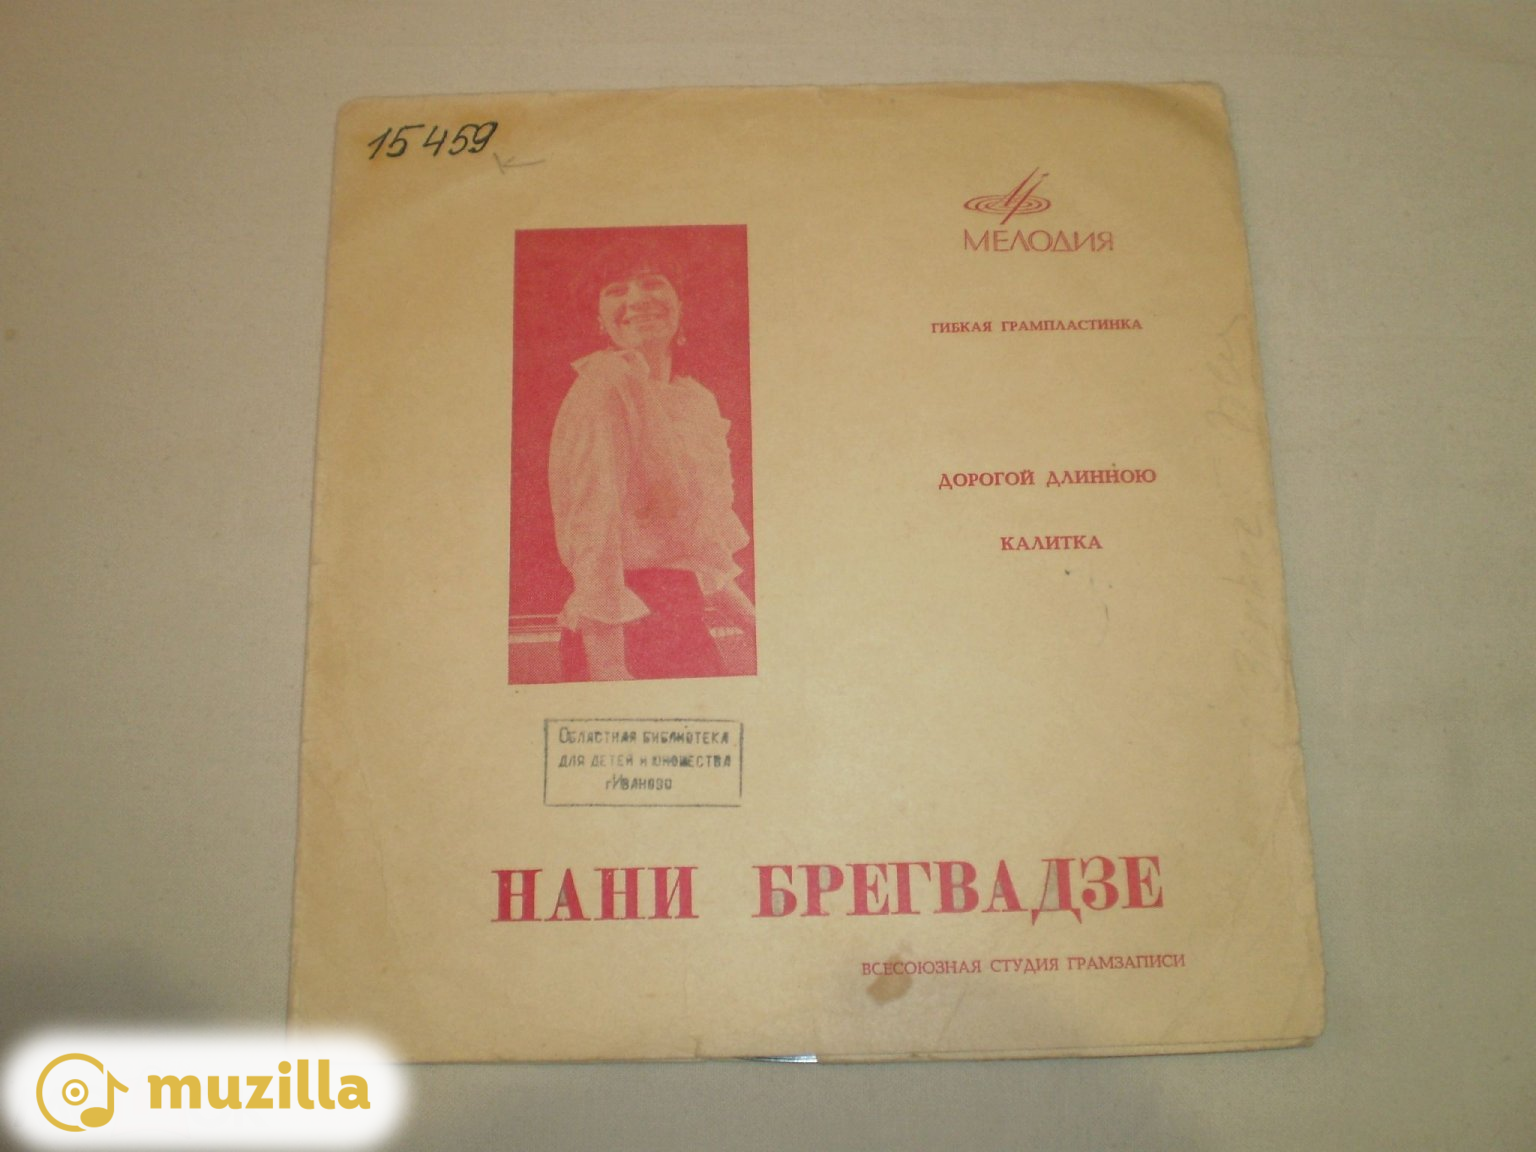 15459
МЕЛОДИЯ
ГИБКАЯ ГРАМПЛАСТИНКА
ДОРОГОЙ ДЛИННОЮ
КАЛИТКА
ОБЛАСТНАЯ БИБЛИОТЕКА
ДЛЯ ДЕТЕЙ И ЮНОШЕСТВА
г.ИВАНОВО
НАНИ БРЕГВАДЗЕ
ВСЕСОЮЗНАЯ СТУДИЯ ГРАМЗАПИСИ
muzilla